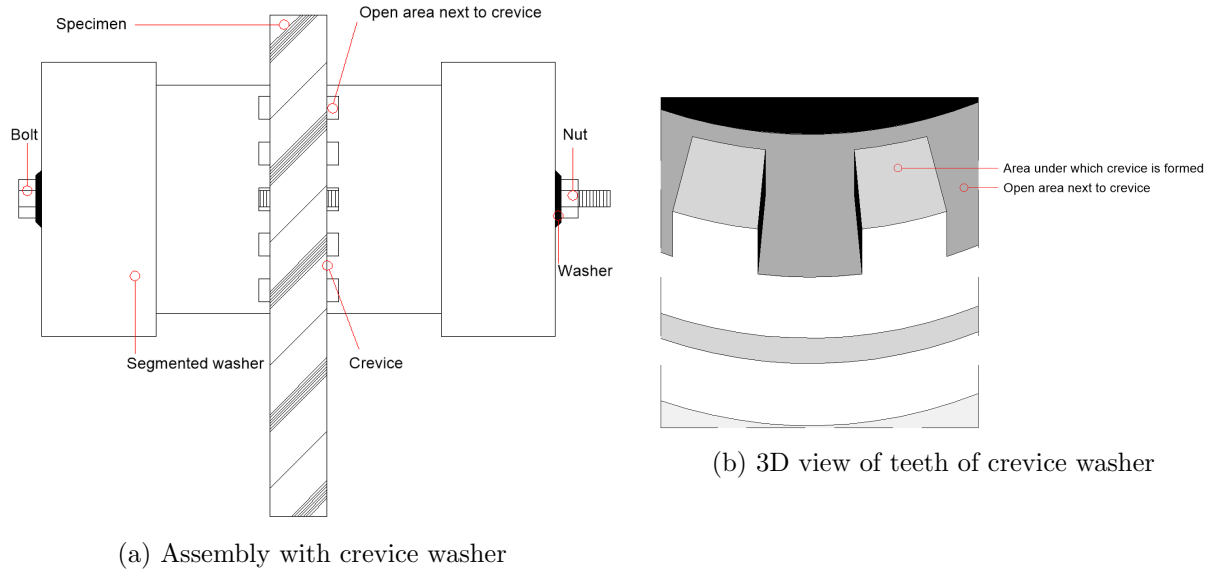 Specimen
Open area next to crevice
Bolt
Nut
Washer
Segmented washer
Crevice
(a) Assembly with crevice washer
Area under which crevice is formed
Open area next to crevice
(b) 3D view of teeth of crevice washer